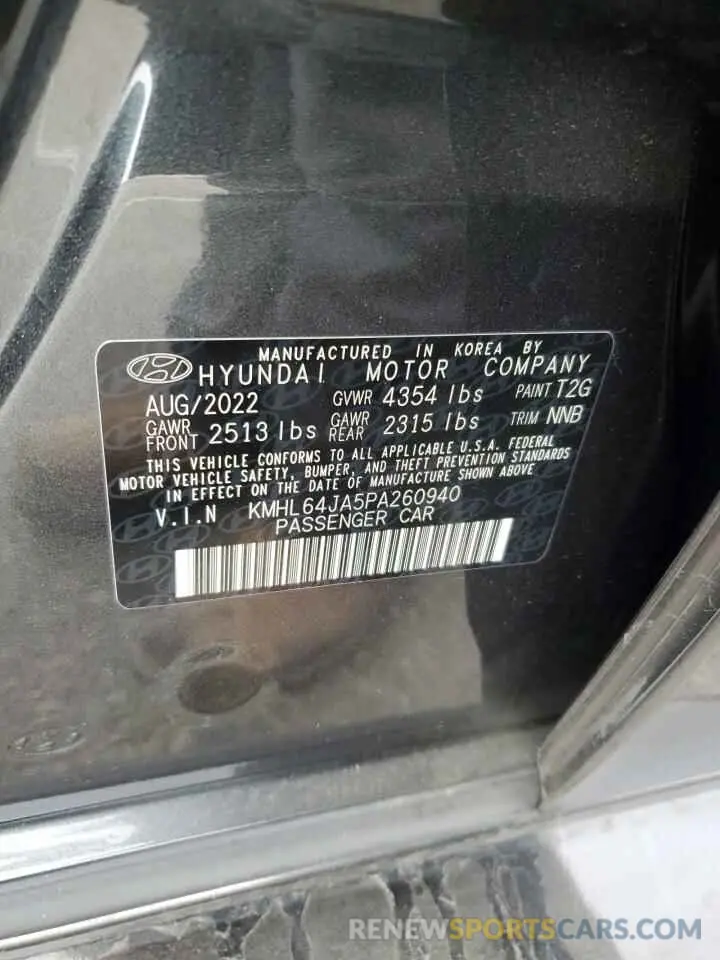 MANUFACTURED IN KOREA BY
HYUNDAI MOTOR COMPANY
AUG/2022 GVWR 4354 lbs PAINT T2G
GAWR FRONT 2513 lbs GAWR REAR 2315 lbs TRIM NNB
THIS VEHICLE CONFORMS TO ALL APPLICABLE U.S.A. FEDERAL
MOTOR VEHICLE SAFETY, BUMPER, AND THEFT PREVENTION STANDARDS
IN EFFECT ON THE DATE OF MANUFACTURE SHOWN ABOVE
V.I.N KMHL64JA5PA260940
PASSENGER CAR
RENEWSPORTSCARS.COM